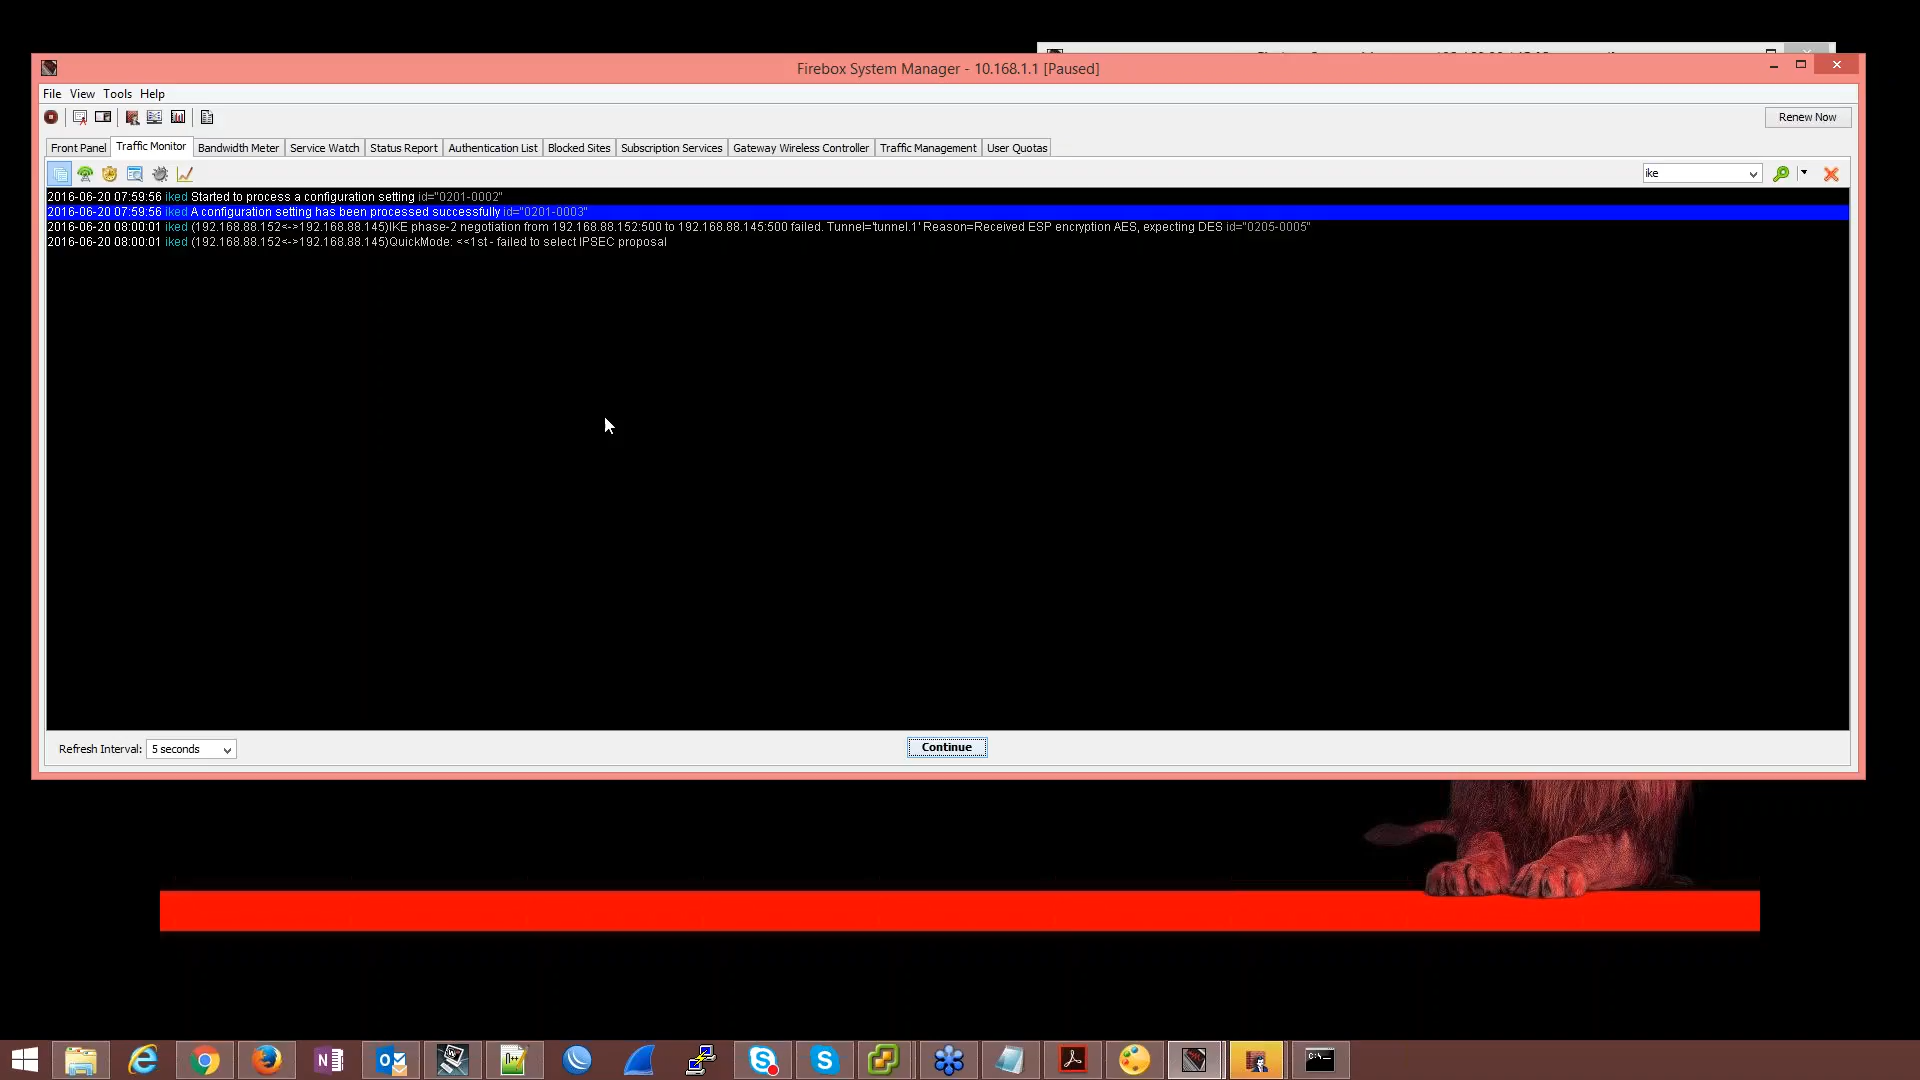 Firebox System Manager - 10.168.1.1 [Paused]
File View Tools Help
Renew Now
Front Panel Traffic Monitor Bandwidth Meter Service Watch Status Report Authentication List Blocked Sites Subscription Services Gateway Wireless Controller Traffic Management User Quotas
ike
2016-06-20 07:59:56 iked Started to process a configuration setting id="0201-0002"
2016-06-20 07:59:56 iked A configuration setting has been processed successfully id="0201-0003"
2016-06-20 08:00:01 iked (192.168.88.152<->192.168.88.145)IKE phase-2 negotiation from 192.168.88.152:500 to 192.168.88.145:500 failed. Tunnel='tunnel.1' Reason=Received ESP encryption AES, expecting DES id="0205-0005"
2016-06-20 08:00:01 iked (192.168.88.152<->192.168.88.145)QuickMode: <<1st - failed to select IPSEC proposal
Refresh Interval: 5 seconds
Continue